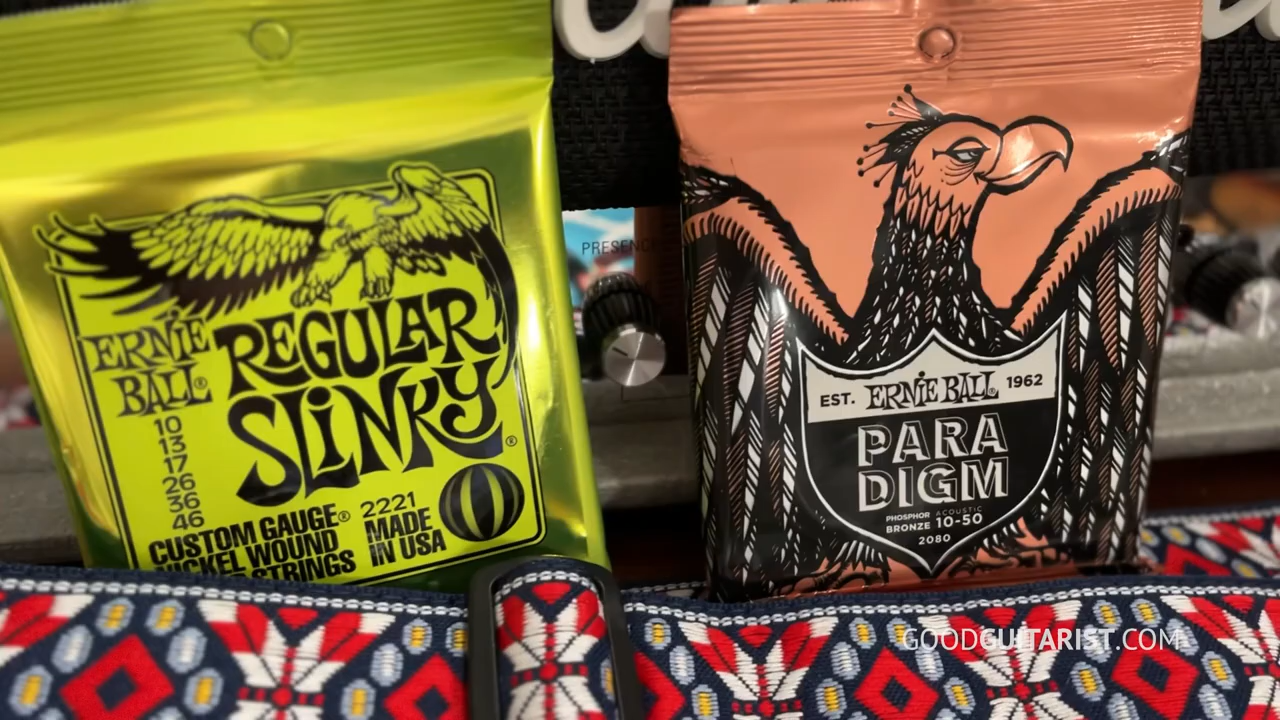 ERNIE
BALL®
REGULAR
SLINKY®
10
13
17
26
36
46
CUSTOM GAUGE®
NICKEL WOUND
STRINGS
2221
MADE
IN USA
PRESENC
EST. ERNIE BALL® 1962
PARA
DIGM
PHOSPHOR
BRONZE
ACOUSTIC
10-50
2080
GOODGUITARIST.COM